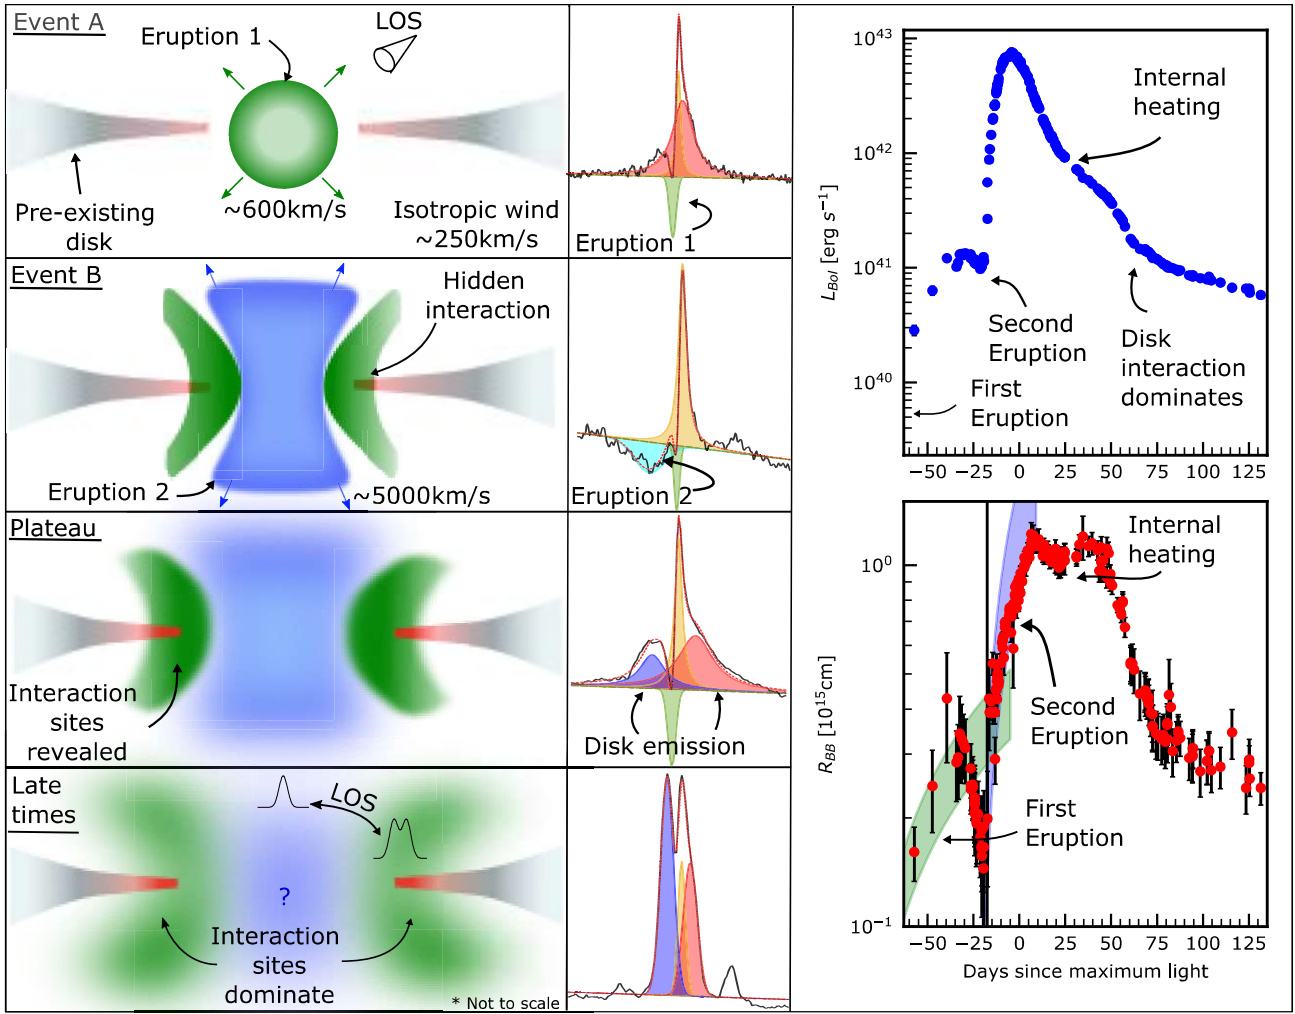 Event A
Eruption 1
LOS
~600km/s
Pre-existing
disk
Isotropic wind
~250km/s
Eruption 1
Event B
Hidden
interaction
Eruption 2
~5000km/s
Eruption 2
Plateau
Interaction
sites
revealed
Disk emission
Late
times
LOS
?
Interaction
sites
dominate
* Not to scale
10^43
10^42
10^41
10^40
L_Bol [erg s^−1]
Internal
heating
Second
Eruption
Disk
interaction
dominates
First
Eruption
−50 −25 0 25 50 75 100 125
10^0
10^−1
R_BB [10^15 cm]
Internal
heating
Second
Eruption
First
Eruption
−50 −25 0 25 50 75 100 125
Days since maximum light